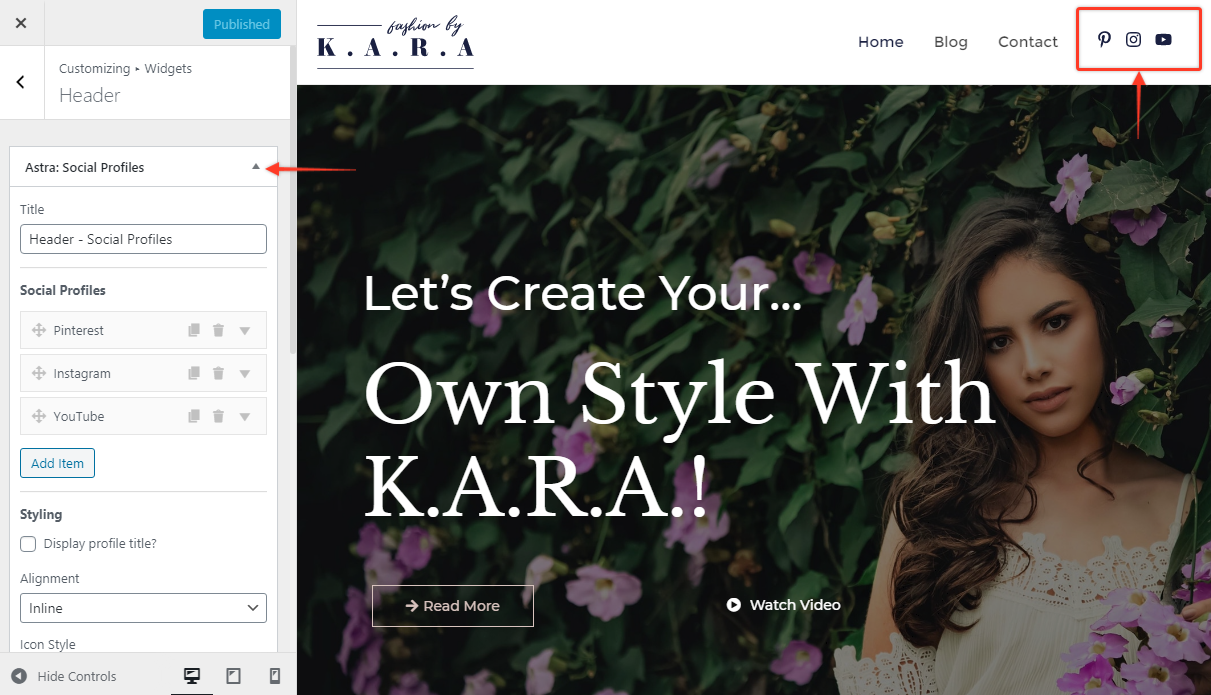 Published
Customizing ▸ Widgets
Header
Astra: Social Profiles
Title
Header - Social Profiles
Social Profiles
Pinterest
Instagram
YouTube
Add Item
Styling
Display profile title?
Alignment
Inline
Icon Style
Hide Controls
fashion by
K.A.R.A
Home Blog Contact
Let’s Create Your...
Own Style With
K.A.R.A.!
Read More
Watch Video